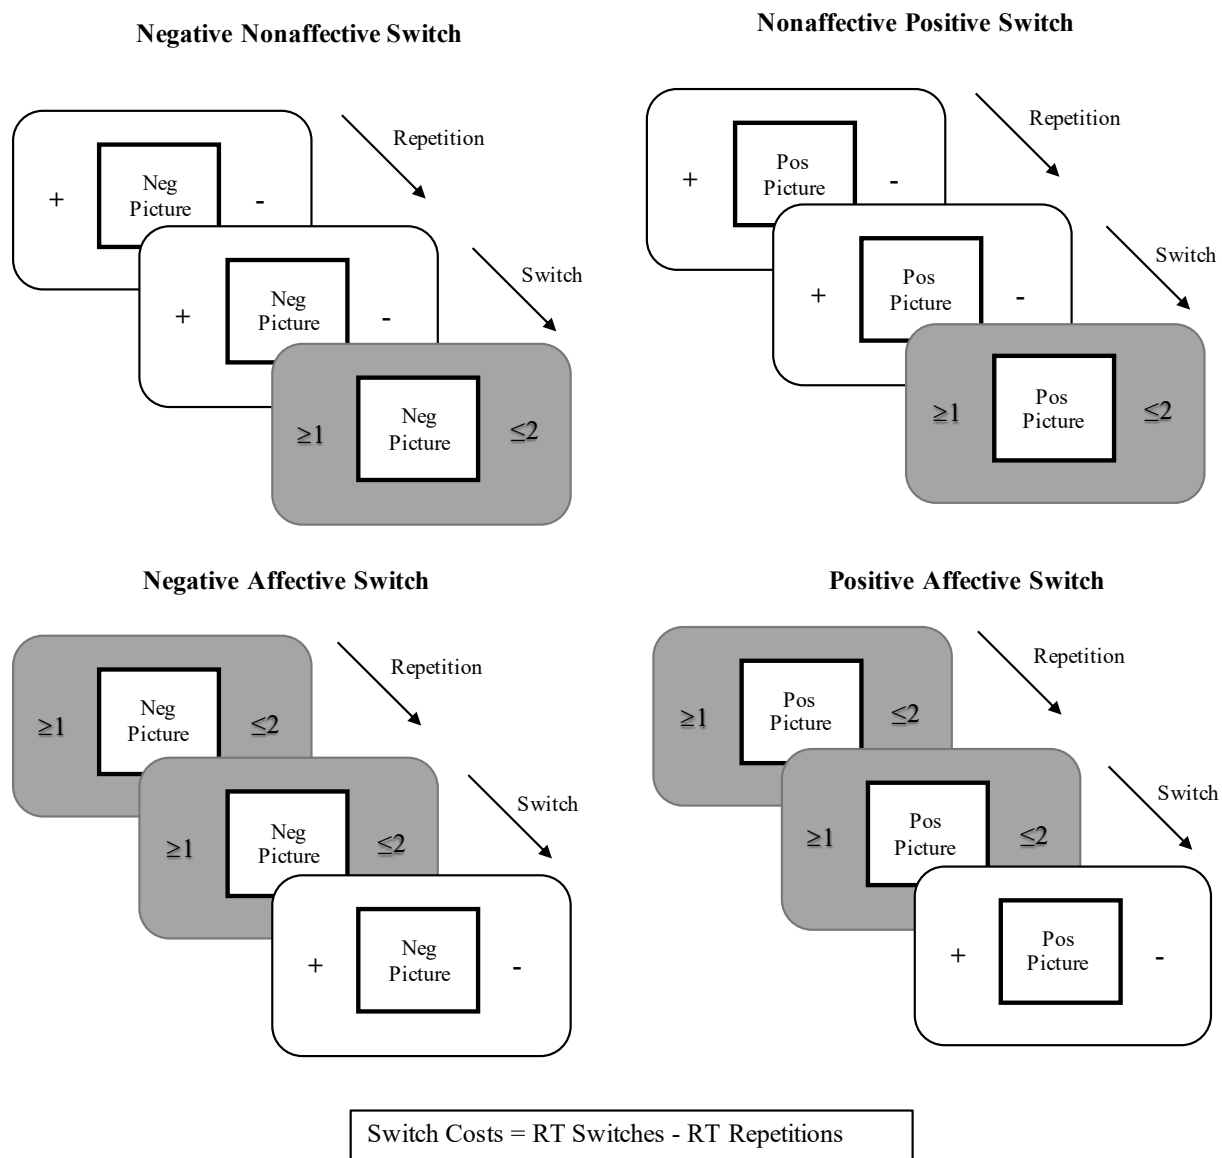 Negative Nonaffective Switch
+
Neg
Picture
-
Repetition
+
Neg
Picture
-
Switch
≥1
Neg
Picture
≤2
Nonaffective Positive Switch
+
Pos
Picture
-
Repetition
+
Pos
Picture
-
Switch
≥1
Pos
Picture
≤2
Negative Affective Switch
≥1
Neg
Picture
≤2
Repetition
≥1
Neg
Picture
≤2
Switch
+
Neg
Picture
-
Positive Affective Switch
≥1
Pos
Picture
≤2
Repetition
≥1
Pos
Picture
≤2
Switch
+
Pos
Picture
-
Switch Costs = RT Switches - RT Repetitions